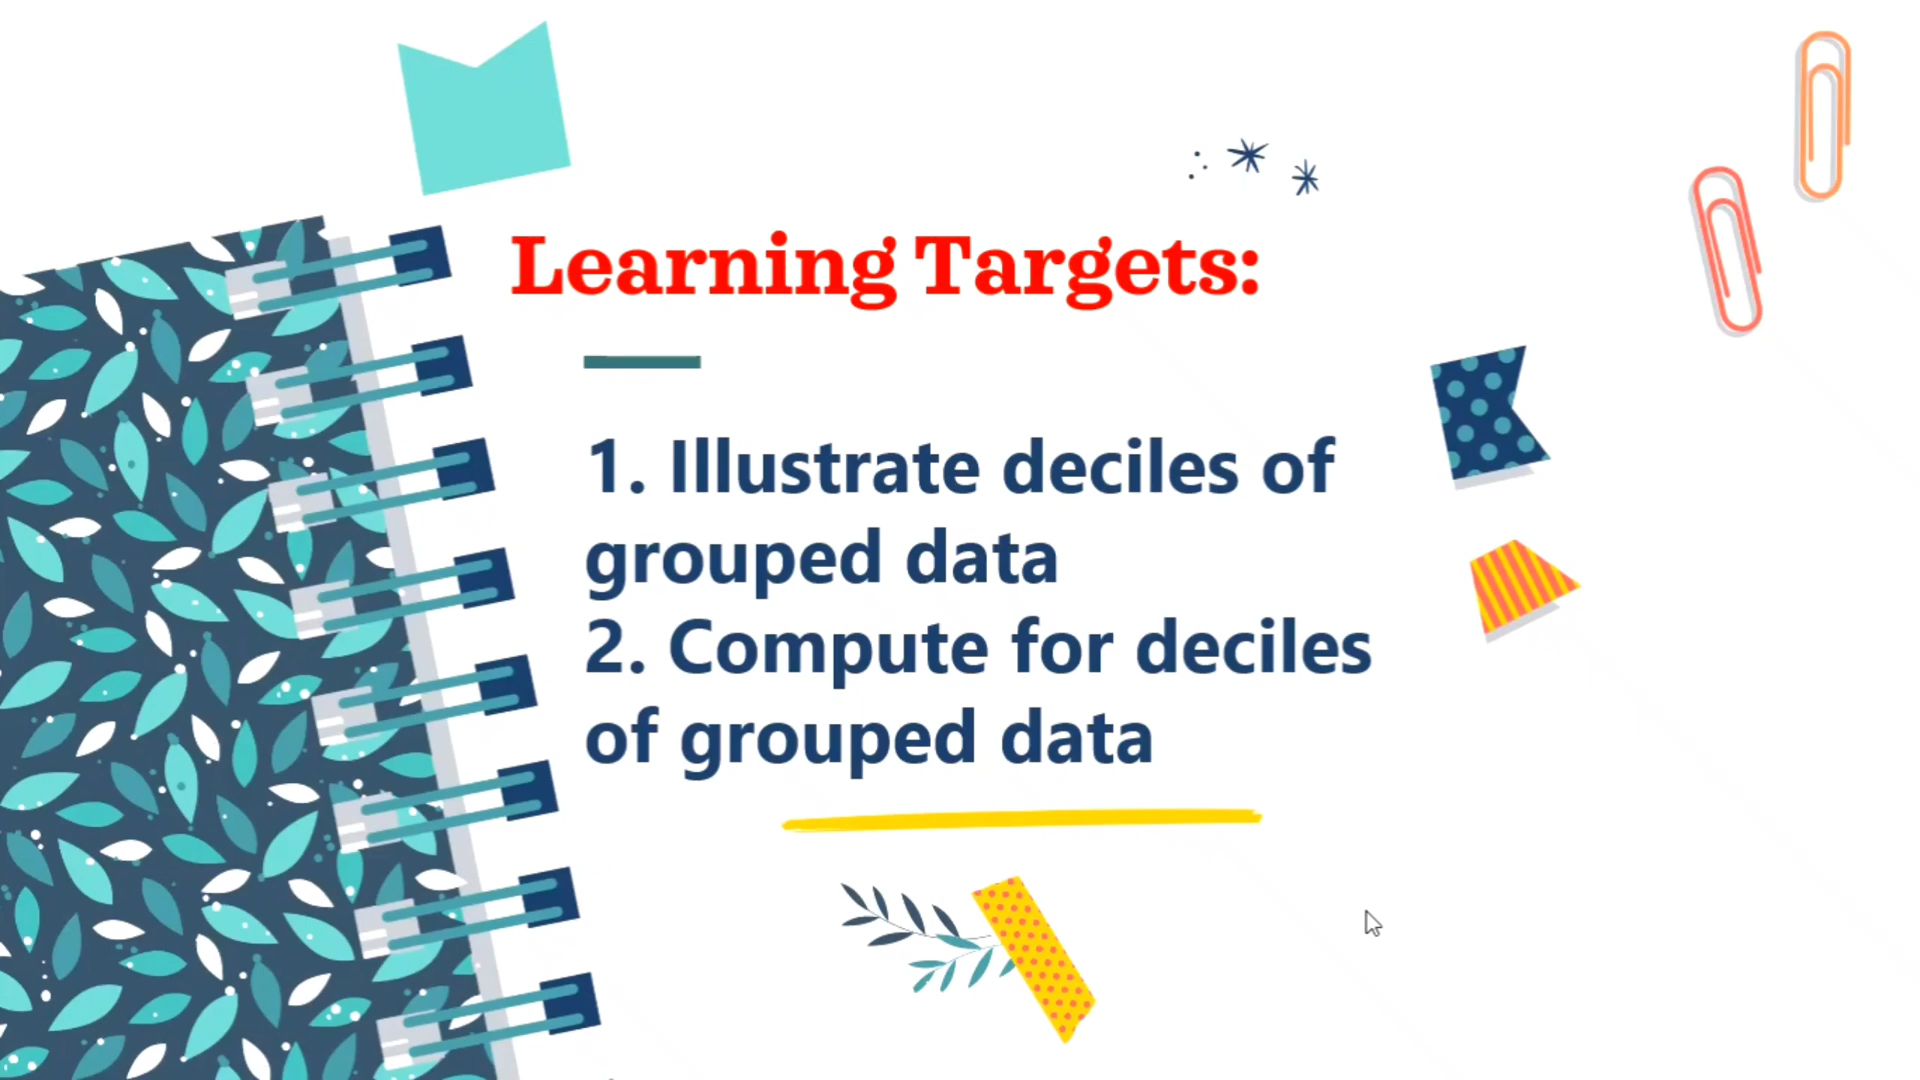 Learning Targets:
1. Illustrate deciles of
grouped data
2. Compute for deciles
of grouped data